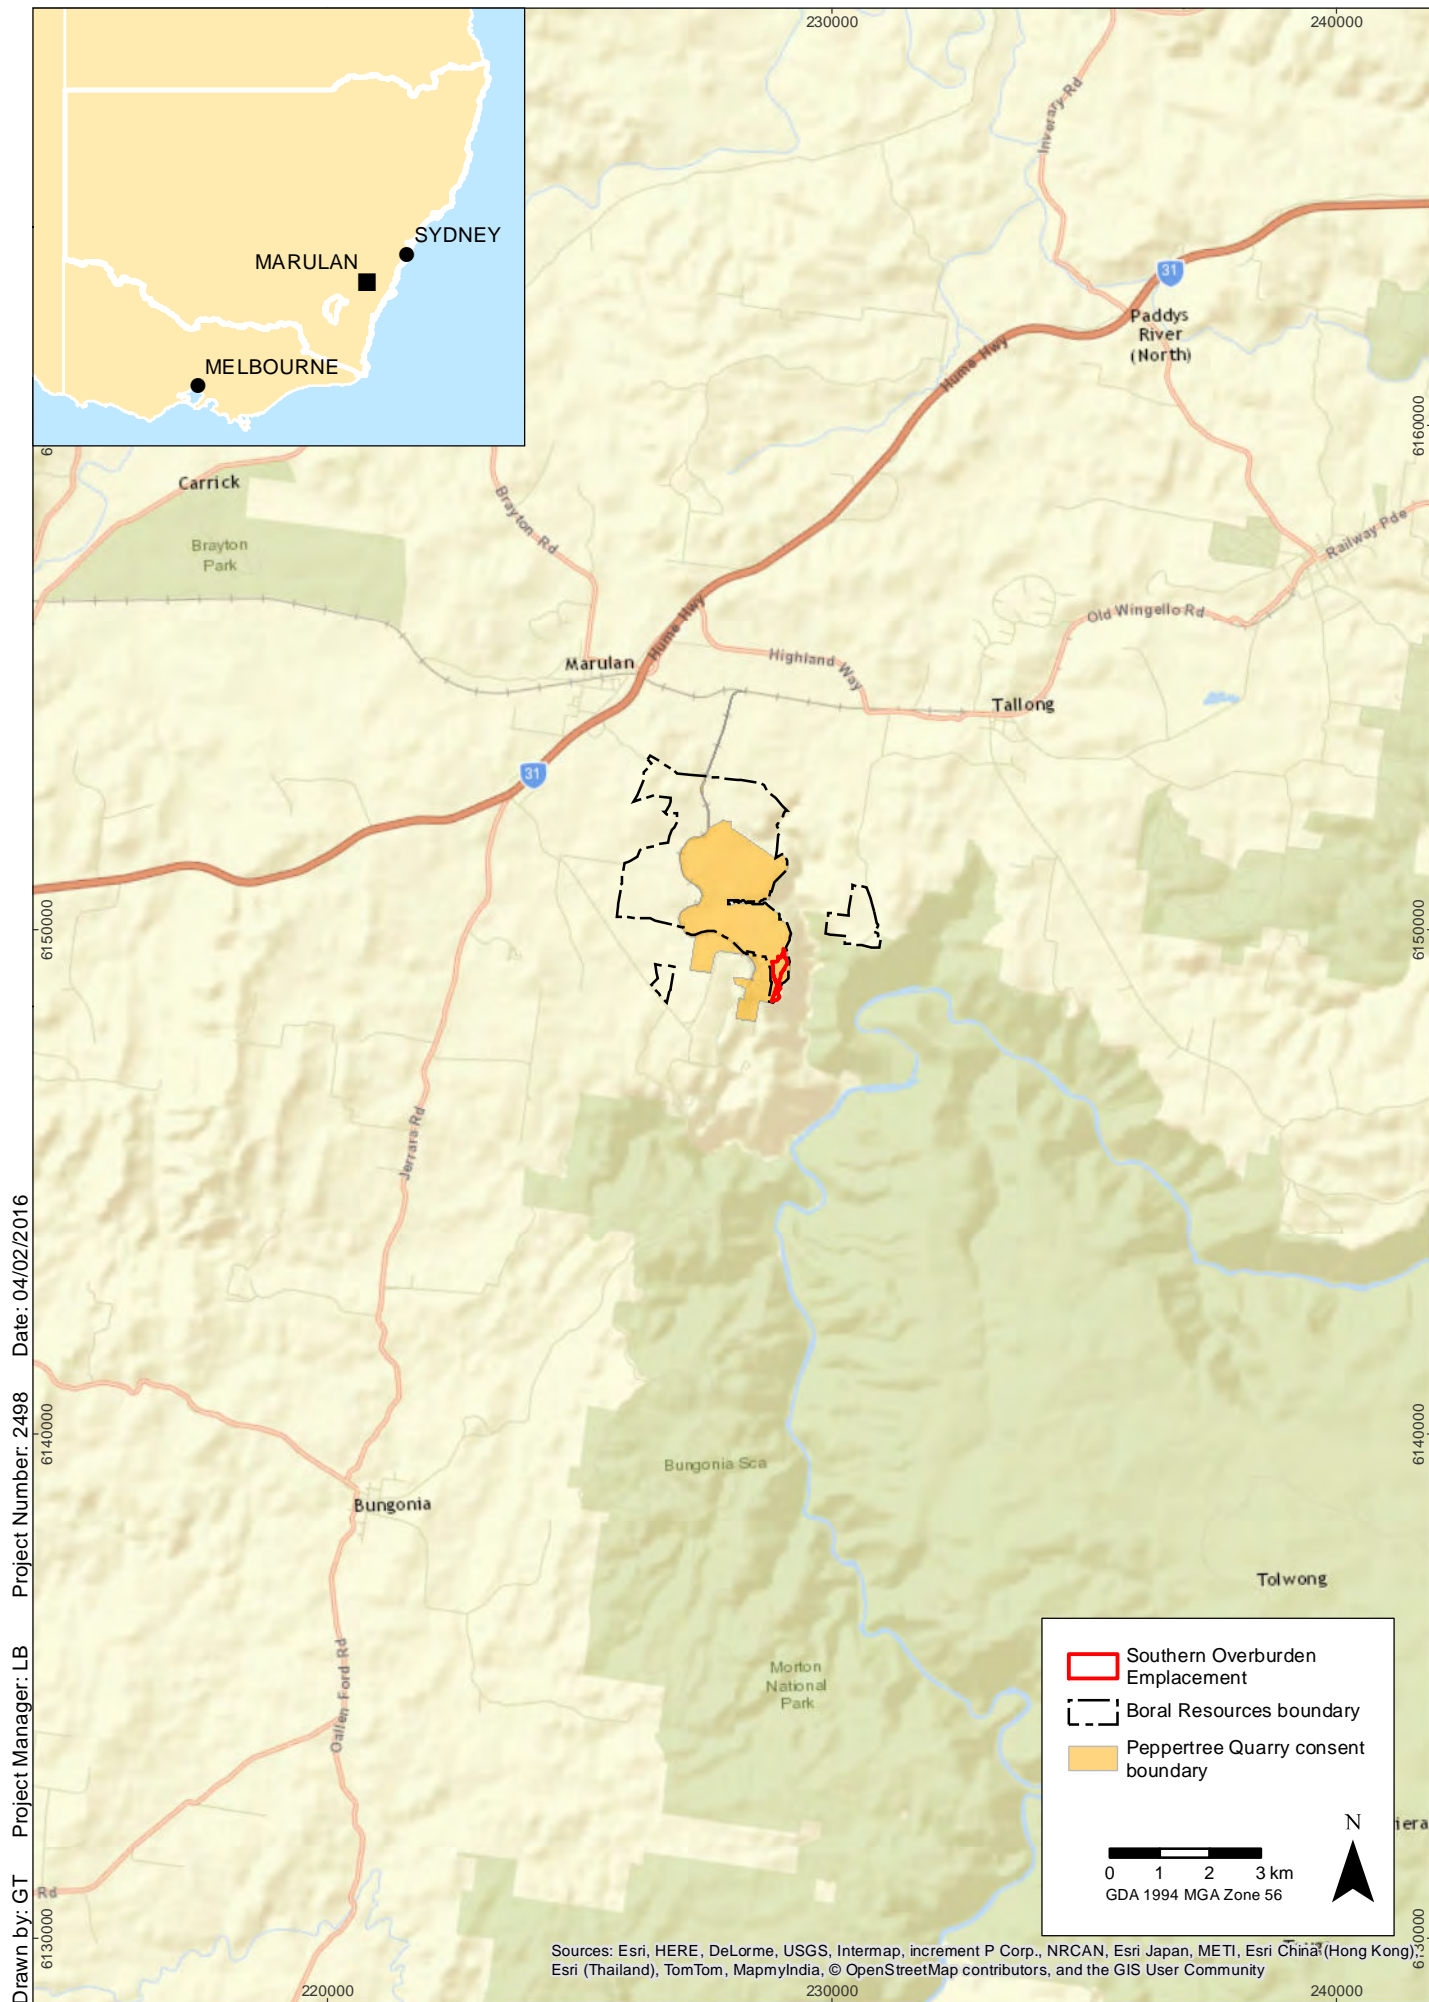 230000
240000
SYDNEY
MARULAN
MELBOURNE
Inverary Rd
31
Paddys
River
(North)
Hume Hwy
6160000
6
Carrick
Brayton Rd
Brayton
Park
Railway Pde
Old Wingello Rd
Hume Hwy
Marulan
Highland Way
Tallong
31
6150000
6150000
Jerrara Rd
6140000
6140000
Bungonia Sca
Bungonia
Tolwong
Oallen Ford Rd
Morton
National
Park
Southern Overburden
Emplacement
Boral Resources boundary
Peppertree Quarry consent
boundary
N
iera
0 1 2 3 km
GDA 1994 MGA Zone 56
Rd
6130000
6130000
Sources: Esri, HERE, DeLorme, USGS, Intermap, increment P Corp., NRCAN, Esri Japan, METI, Esri China (Hong Kong),
Esri (Thailand), TomTom, MapmyIndia, © OpenStreetMap contributors, and the GIS User Community
220000
230000
240000
Drawn by: GT Project Manager: LB Project Number: 2498 Date: 04/02/2016